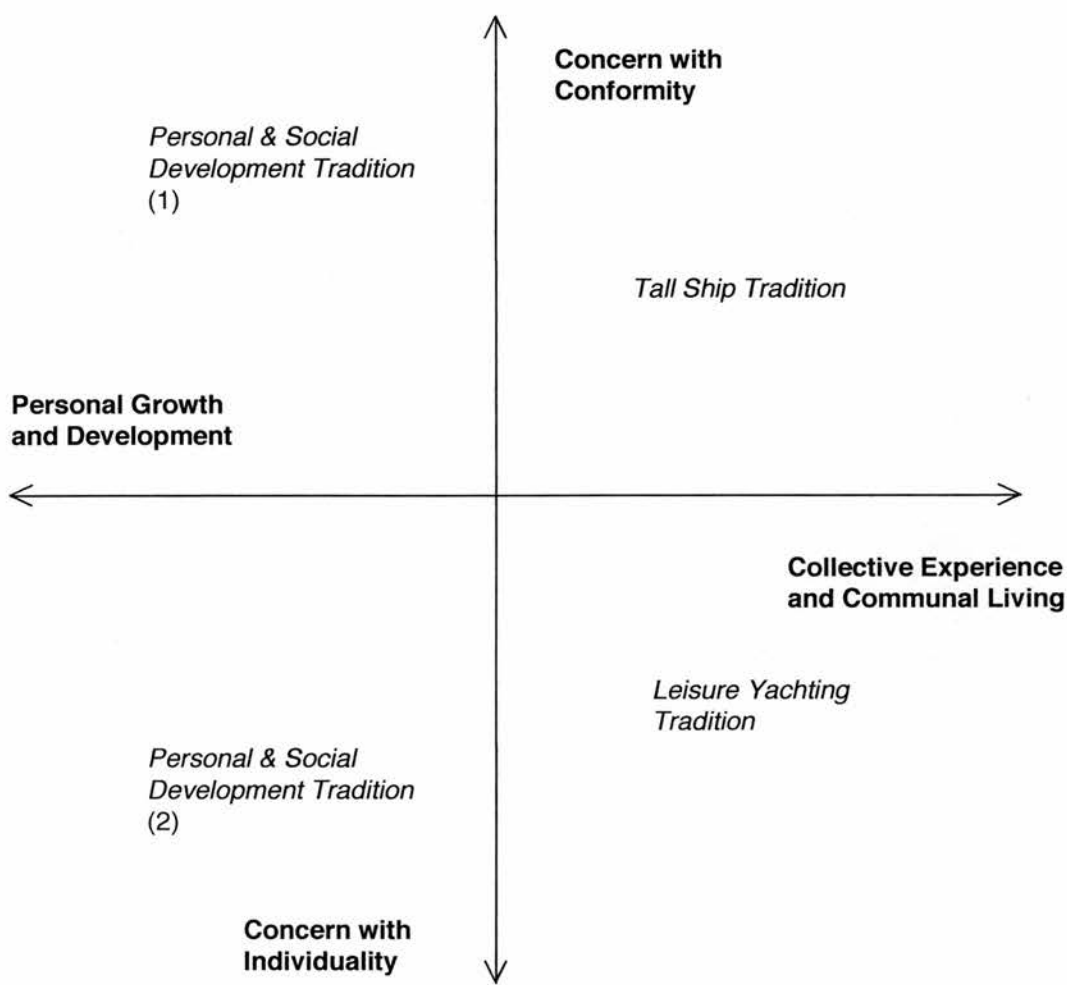 Concern with
Conformity
Personal & Social
Development Tradition
(1)
Tall Ship Tradition
Personal Growth
and Development
Collective Experience
and Communal Living
Leisure Yachting
Tradition
Personal & Social
Development Tradition
(2)
Concern with
Individuality